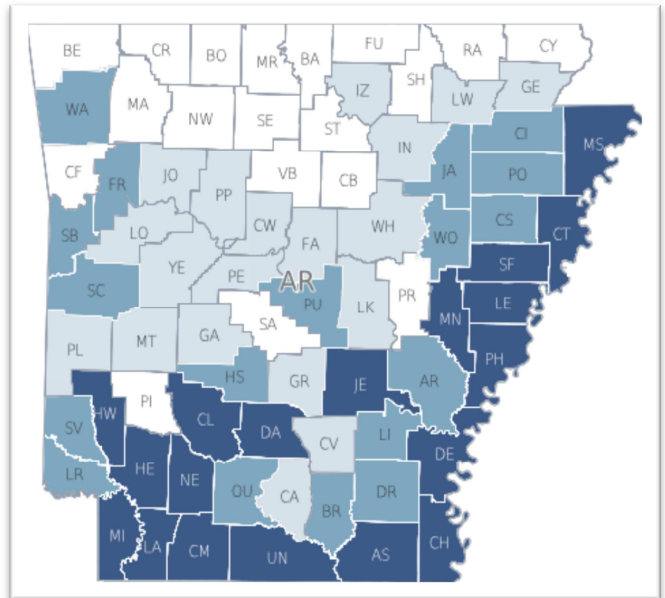 BE CR BO MR BA FU RA CY
WA MA NW SE ST IZ SH LW GE
CF FR JO PP VB CB IN JA CI MS
PO
SB LO CW FA WH WO CS CT
SC YE PE AR PU LK PR SF
MN LE
PL MT GA SA PH
HS GR JE AR
SV HW PI CL DA CV LI DE
LR HE NE OU CA BR DR
MI LA CM UN AS CH